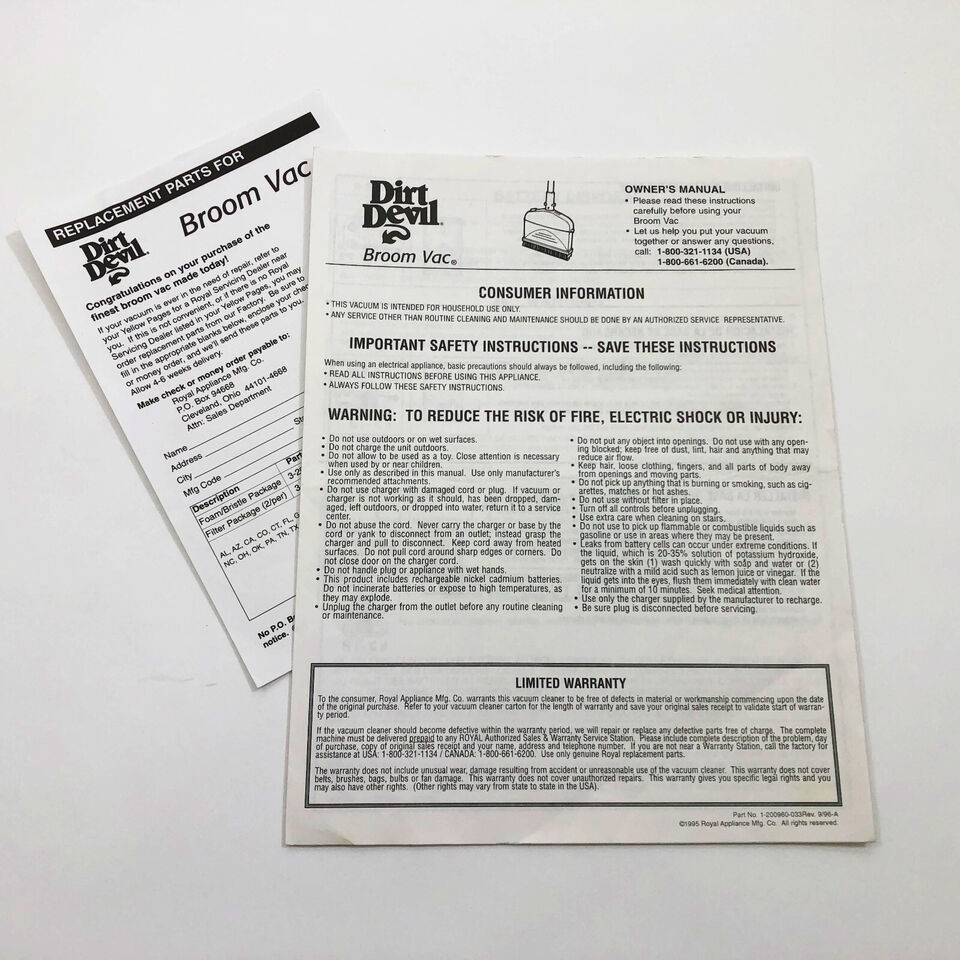 REPLACEMENT PARTS FOR
Dirt
Devil®
Broom Vac
Congratulations on your purchase of the
finest broom vac made today!
If your vacuum is ever in the need of repair, refer to
your Yellow Pages for a Royal Servicing Dealer near
you. If this is not convenient, or if there is no Royal
Servicing Dealer listed in your Yellow Pages, you may
order replacement parts from our Factory. Be sure to
fill in the appropriate blanks below, enclose your
or money order, and we'll send these parts to you.
Allow 4-6 weeks delivery.
Make check or money order payable to:
Royal Appliance Mfg. Co.
P.O. Box 94668
Cleveland, Ohio 44101-4668
Attn: Sales Department
Name
Address
City
Mfg Code
Description
Foam/Bristle Package
Filter Package (2/per)
AL, AZ, CA, CO, CT, FL,
NC, OH, OK, PA, TN, TX
No P.O.
notice.
Dirt
Devil®
Broom Vac®
OWNER'S MANUAL
• Please read these instructions
carefully before using your
Broom Vac
• Let us help you put your vacuum
together or answer any questions,
call: 1-800-321-1134 (USA)
1-800-661-6200 (Canada).
CONSUMER INFORMATION
• THIS VACUUM IS INTENDED FOR HOUSEHOLD USE ONLY.
• ANY SERVICE OTHER THAN ROUTINE CLEANING AND MAINTENANCE SHOULD BE DONE BY AN AUTHORIZED SERVICE REPRESENTATIVE.
IMPORTANT SAFETY INSTRUCTIONS -- SAVE THESE INSTRUCTIONS
When using an electrical appliance, basic precautions should always be followed, including the following:
• READ ALL INSTRUCTIONS BEFORE USING THIS APPLIANCE.
• ALWAYS FOLLOW THESE SAFETY INSTRUCTIONS.
WARNING: TO REDUCE THE RISK OF FIRE, ELECTRIC SHOCK OR INJURY:
• Do not use outdoors or on wet surfaces.
• Do not charge the unit outdoors.
• Do not allow to be used as a toy. Close attention is necessary
when used by or near children.
• Use only as described in this manual. Use only manufacturer's
recommended attachments.
• Do not use charger with damaged cord or plug. If vacuum or
charger is not working as it should, has been dropped, dam-
aged, left outdoors, or dropped into water, return it to a service
center.
• Do not abuse the cord. Never carry the charger or base by the
cord or yank to disconnect from an outlet; instead grasp the
charger and pull to disconnect. Keep cord away from heated
surfaces. Do not pull cord around sharp edges or corners. Do
not close door on the charger cord.
• Do not handle plug or appliance with wet hands.
• This product includes rechargeable nickel cadmium batteries.
Do not incinerate batteries or expose to high temperatures, as
they may explode.
• Unplug the charger from the outlet before any routine cleaning
or maintenance.
• Do not put any object into openings. Do not use with any open-
ing blocked; keep free of dust, lint, hair and anything that may
reduce air flow.
• Keep hair, loose clothing, fingers, and all parts of body away
from openings and moving parts.
• Do not pick up anything that is burning or smoking, such as cig-
arettes, matches or hot ashes.
• Do not use without filter in place.
• Turn off all controls before unplugging.
• Use extra care when cleaning on stairs.
• Do not use to pick up flammable or combustible liquids such as
gasoline or use in areas where they may be present.
• Leaks from battery cells can occur under extreme conditions. If
the liquid, which is 20-35% solution of potassium hydroxide,
gets on the skin (1) wash quickly with soap and water or (2)
neutralize with a mild acid such as lemon juice or vinegar. If the
liquid gets into the eyes, flush them immediately with clean water
for a minimum of 10 minutes. Seek medical attention.
• Use only the charger supplied by the manufacturer to recharge.
• Be sure plug is disconnected before servicing.
LIMITED WARRANTY
To the consumer, Royal Appliance Mfg. Co. warrants this vacuum cleaner to be free of defects in material or workmanship commencing upon the date
of the original purchase. Refer to your vacuum cleaner carton for the length of warranty and save your original sales receipt to validate start of warran-
ty period.
If the vacuum cleaner should become defective within the warranty period, we will repair or replace any defective parts free of charge. The complete
machine must be delivered prepaid to any ROYAL Authorized Sales & Warranty Service Station. Please include complete description of the problem, day
of purchase, copy of original sales receipt and your name, address and telephone number. If you are not near a Warranty Station, call the factory for
assistance at USA: 1-800-321-1134 / CANADA: 1-800-661-6200. Use only genuine Royal replacement parts.
The warranty does not include unusual wear, damage resulting from accident or unreasonable use of the vacuum cleaner. This warranty does not cover
belts, brushes, bags, bulbs or fan damage. This warranty does not cover unauthorized repairs. This warranty gives you specific legal rights and you
may also have other rights. (Other rights may vary from state to state in the USA).
Part No. 1-200960-033Rev. 9/96-A
©1995 Royal Appliance Mfg. Co. All rights reserved.